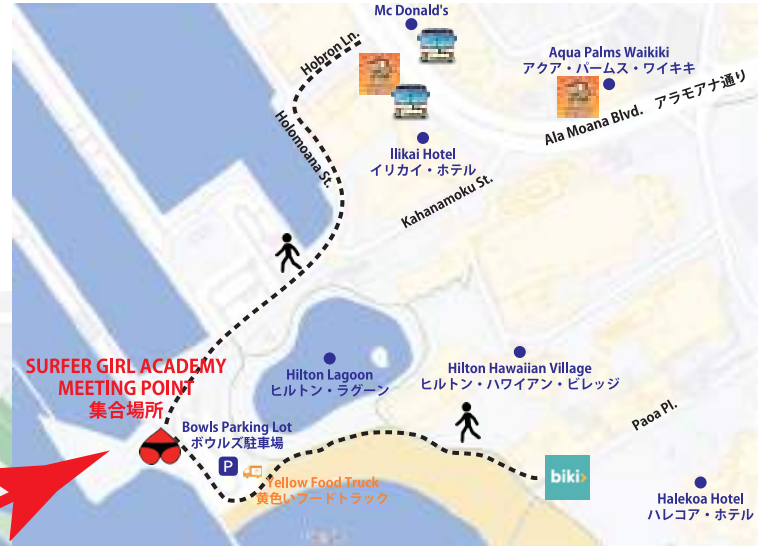 Mc Donald's
Hobron Ln.
Aqua Palms Waikiki
アクア・パームス・ワイキキ
Ala Moana Blvd. アラモアナ通り
Holomoana St.
Ilikai Hotel
イリカイ・ホテル
Kahanamoku St.
SURFER GIRL ACADEMY
MEETING POINT
集合場所
Hilton Lagoon
ヒルトン・ラグーン
Hilton Hawaiian Village
ヒルトン・ハワイアン・ビレッジ
Paoa Pl.
Bowls Parking Lot
ボウルズ駐車場
P
Yellow Food Truck
黄色いフードトラック
biki>
Halekoa Hotel
ハレコア・ホテル